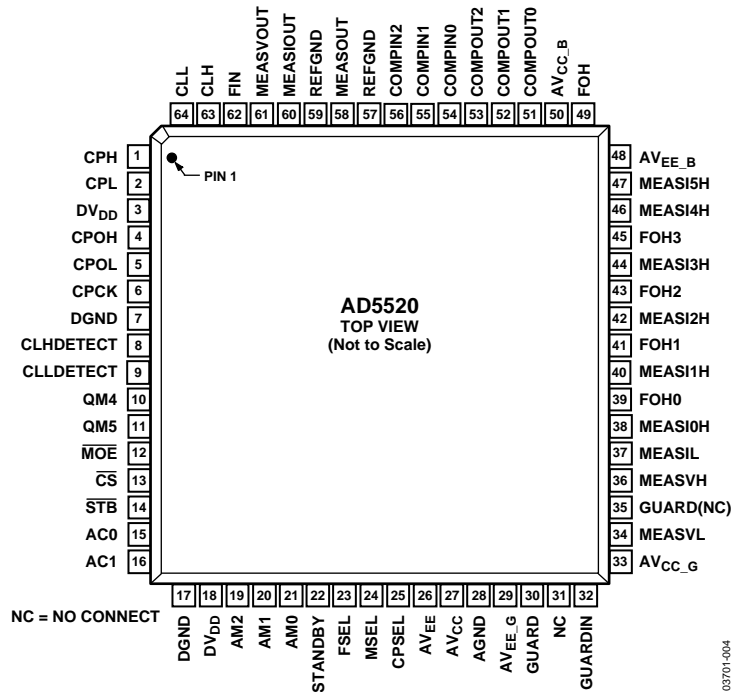 CLL
CLH
FIN
MEASVOUT
MEASIOUT
REFGND
MEASOUT
REFGND
COMPIN2
COMPIN1
COMPIN0
COMPOUT2
COMPOUT1
COMPOUT0
AVCC_B
FOH
64 63 62 61 60 59 58 57 56 55 54 53 52 51 50 49
CPH 1
CPL 2
DVDD 3
CPOH 4
CPOL 5
CPCK 6
DGND 7
CLHDETECT 8
CLLDETECT 9
QM4 10
QM5 11
MOE 12
CS 13
STB 14
AC0 15
AC1 16
PIN 1
AD5520
TOP VIEW
(Not to Scale)
48 AVEE_B
47 MEASI5H
46 MEASI4H
45 FOH3
44 MEASI3H
43 FOH2
42 MEASI2H
41 FOH1
40 MEASI1H
39 FOH0
38 MEASI0H
37 MEASIL
36 MEASVH
35 GUARD(NC)
34 MEASVL
33 AVCC_G
17 18 19 20 21 22 23 24 25 26 27 28 29 30 31 32
NC = NO CONNECT
DGND
DVDD
AM2
AM1
AM0
STANDBY
FSEL
MSEL
CPSEL
AVEE
AVCC
AGND
AVEE_G
GUARD
NC
GUARDIN
03701-004